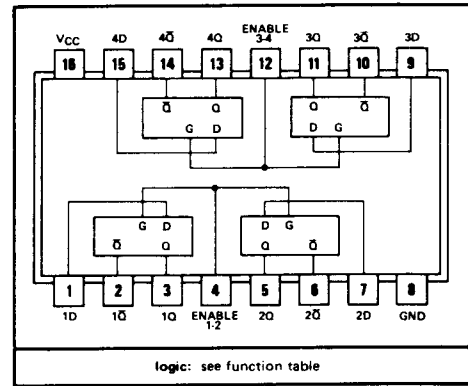 ENABLE
VCC 4D 4Q̅ 4Q 3-4 3Q 3Q̅ 3D
16 15 14 13 12 11 10 9
Q̅ Q Q Q̅
G D D G
G D D G
Q̅ Q Q Q̅
1 2 3 4 5 6 7 8
1D 1Q̅ 1Q ENABLE 2Q 2Q̅ 2D GND
1-2
logic: see function table